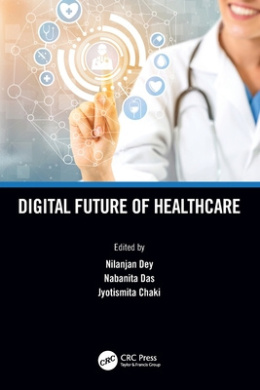 DIGITAL FUTURE OF HEALTHCARE
Edited by
Nilanjan Dey
Nabanita Das
Jyotismita Chaki
CRC
CRC Press
Taylor & Francis Group